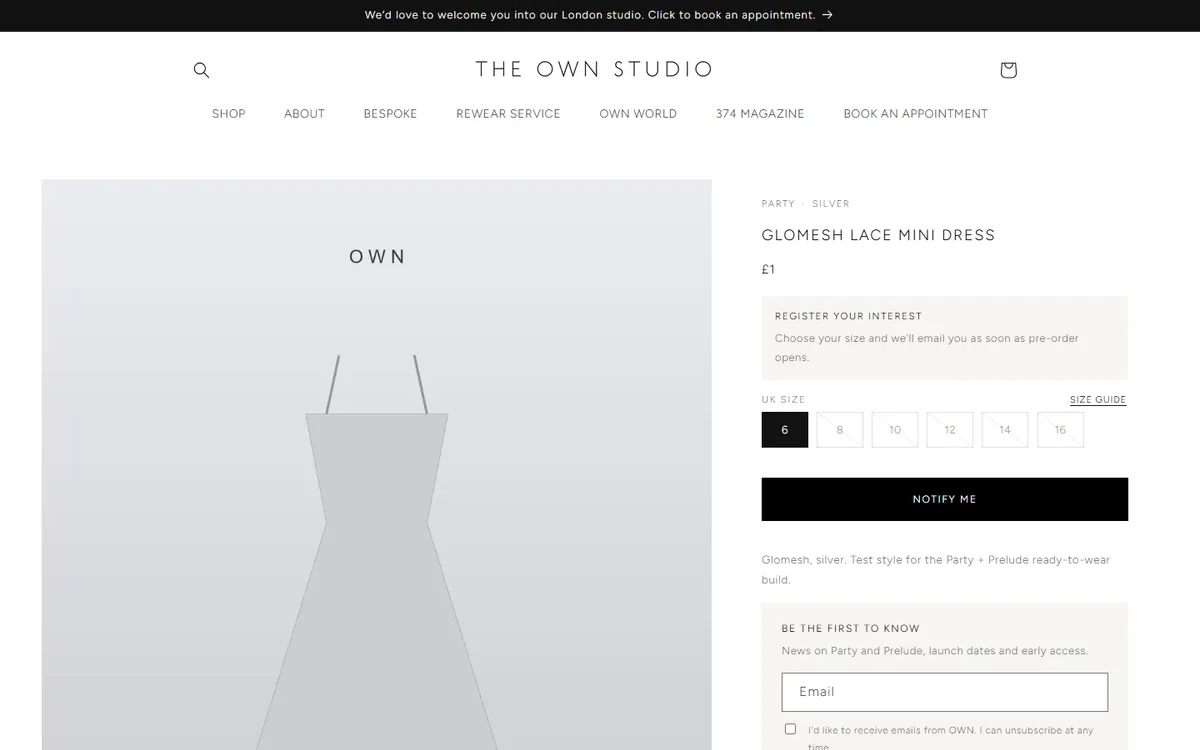 We'd love to welcome you into our London studio. Click to book an appointment. →
THE OWN STUDIO
SHOP ABOUT BESPOKE REWEAR SERVICE OWN WORLD 374 MAGAZINE BOOK AN APPOINTMENT
OWN
PARTY · SILVER
GLOMESH LACE MINI DRESS
£1
REGISTER YOUR INTEREST
Choose your size and we'll email you as soon as pre-order
opens.
UK SIZE SIZE GUIDE
6 8 10 12 14 16
NOTIFY ME
Glomesh, silver. Test style for the Party + Prelude ready-to-wear
build.
BE THE FIRST TO KNOW
News on Party and Prelude, launch dates and early access.
Email
I'd like to receive emails from OWN. I can unsubscribe at any
time.